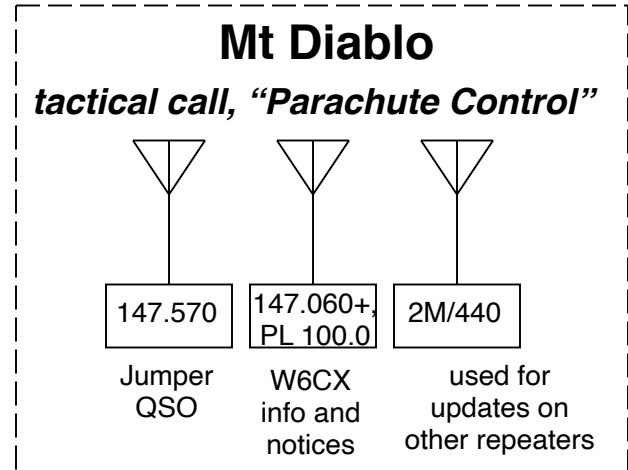 Mt Diablo
tactical call, “Parachute Control”
147.570
147.060+,
PL 100.0
2M/440
Jumper
QSO
W6CX
info and
notices
used for
updates on
other repeaters